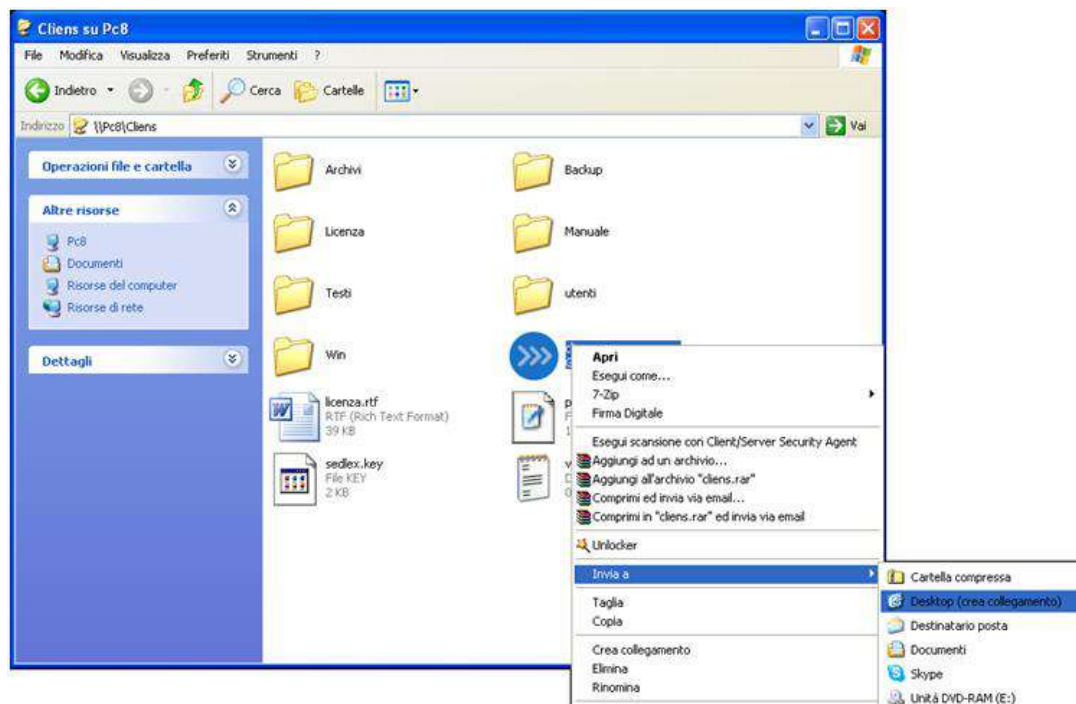 Cliens su Pc8
File Modifica Visualizza Preferiti Strumenti ?
Indietro Cerca Cartelle
Indirizzo \\Pc8\Cliens Vai
Operazioni file e cartella
Altre risorse
Pc8
Documenti
Risorse del computer
Risorse di rete
Dettagli
Archivi Backup
Licenza Manuale
Testi utenti
Win
licenza.rtf
RTF (Rich Text Format)
39 KB
sedlex.key
File KEY
2 KB
Apri
Esegui come...
7-Zip
Firma Digitale
Esegui scansione con Client/Server Security Agent
Aggiungi ad un archivio...
Aggiungi all'archivio "cliens.rar"
Comprimi ed invia via email...
Comprimi in "cliens.rar" ed invia via email
Unlocker
Invia a
Taglia
Copia
Crea collegamento
Elimina
Rinomina
Cartella compressa
Desktop (crea collegamento)
Destinatario posta
Documenti
Skype
Unità DVD-RAM (E:)